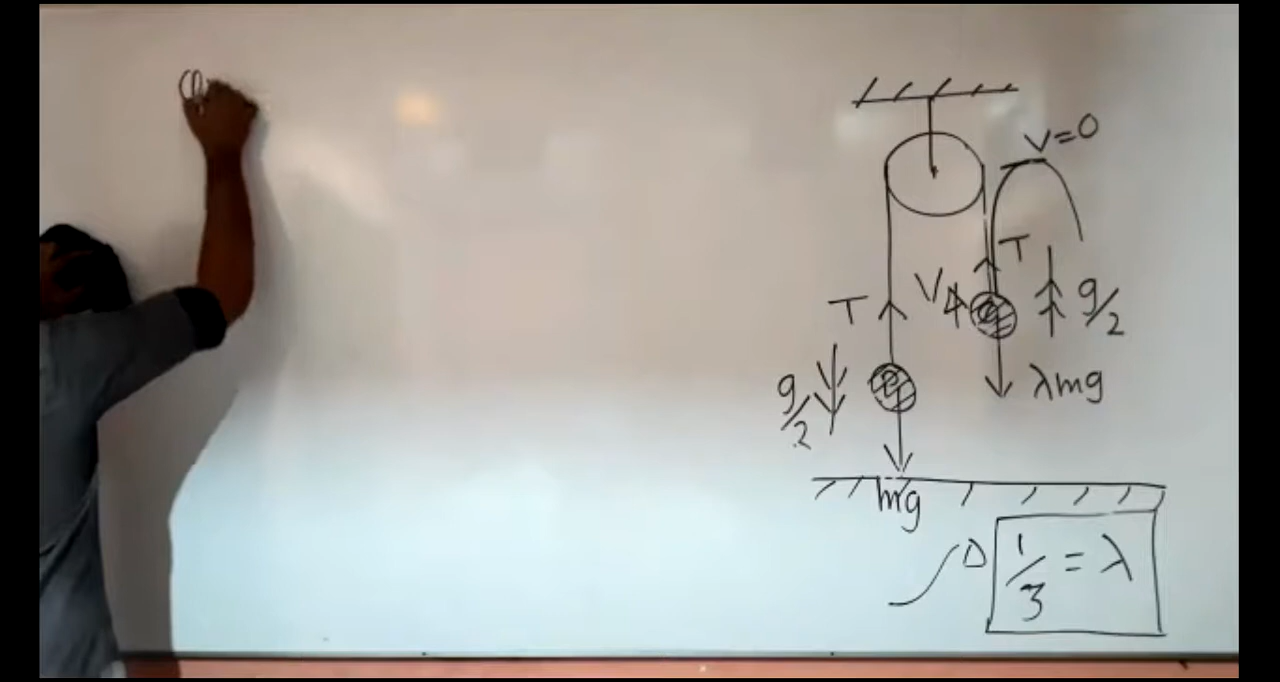 V=0
T
T
V
Q
g/2
P
g/2
λmg
mg
1/3 = λ